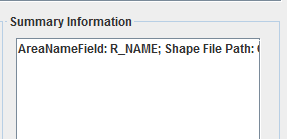 Summary Information
AreaNameField: R_NAME; Shape File Path: